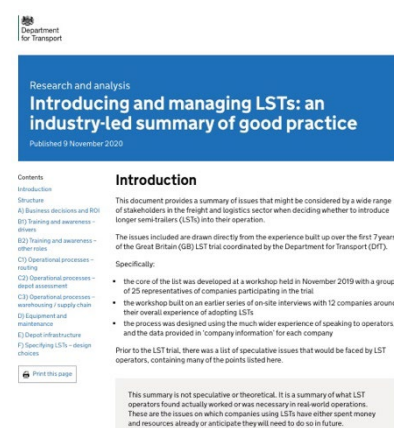 Department
for Transport
Research and analysis
Introducing and managing LSTs: an
industry-led summary of good practice
Published 9 November 2020
Contents
Introduction
Structure
A) Business decisions and ROI
B1) Training and awareness –
drivers
B2) Training and awareness –
other roles
C1) Operational processes –
routing
C2) Operational processes –
depot assessment
C3) Operational processes –
warehousing / supply chain
D) Equipment and
maintenance
E) Depot infrastructure
F) Specifying LSTs – design
choices
Print this page
Introduction
This document provides a summary of issues that might be considered by a wide range
of stakeholders in the freight and logistics sector when deciding whether to introduce
longer semi-trailers (LSTs) into their operation.
The issues included are drawn directly from the experience built up over the first 7 years
of the Great Britain (GB) LST trial coordinated by the Department for Transport (DfT).
Specifically:
• the core of the list was developed at a workshop held in November 2019 with a group
of 25 representatives of companies participating in the trial
• the workshop built on an earlier series of on-site interviews with 12 companies around
their overall experience of adopting LSTs
• the process was designed using the much wider experience of speaking to operators,
and the data provided in 'company information' for each company
Prior to the LST trial, there was a list of speculative issues that would be faced by LST
operators, containing many of the points listed here.
This summary is not speculative or theoretical. It is a summary of what LST
operators found actually worked or was necessary in real-world operations.
These are the issues on which companies using LSTs have either spent money
and resources already or anticipate they will need to do so in future.